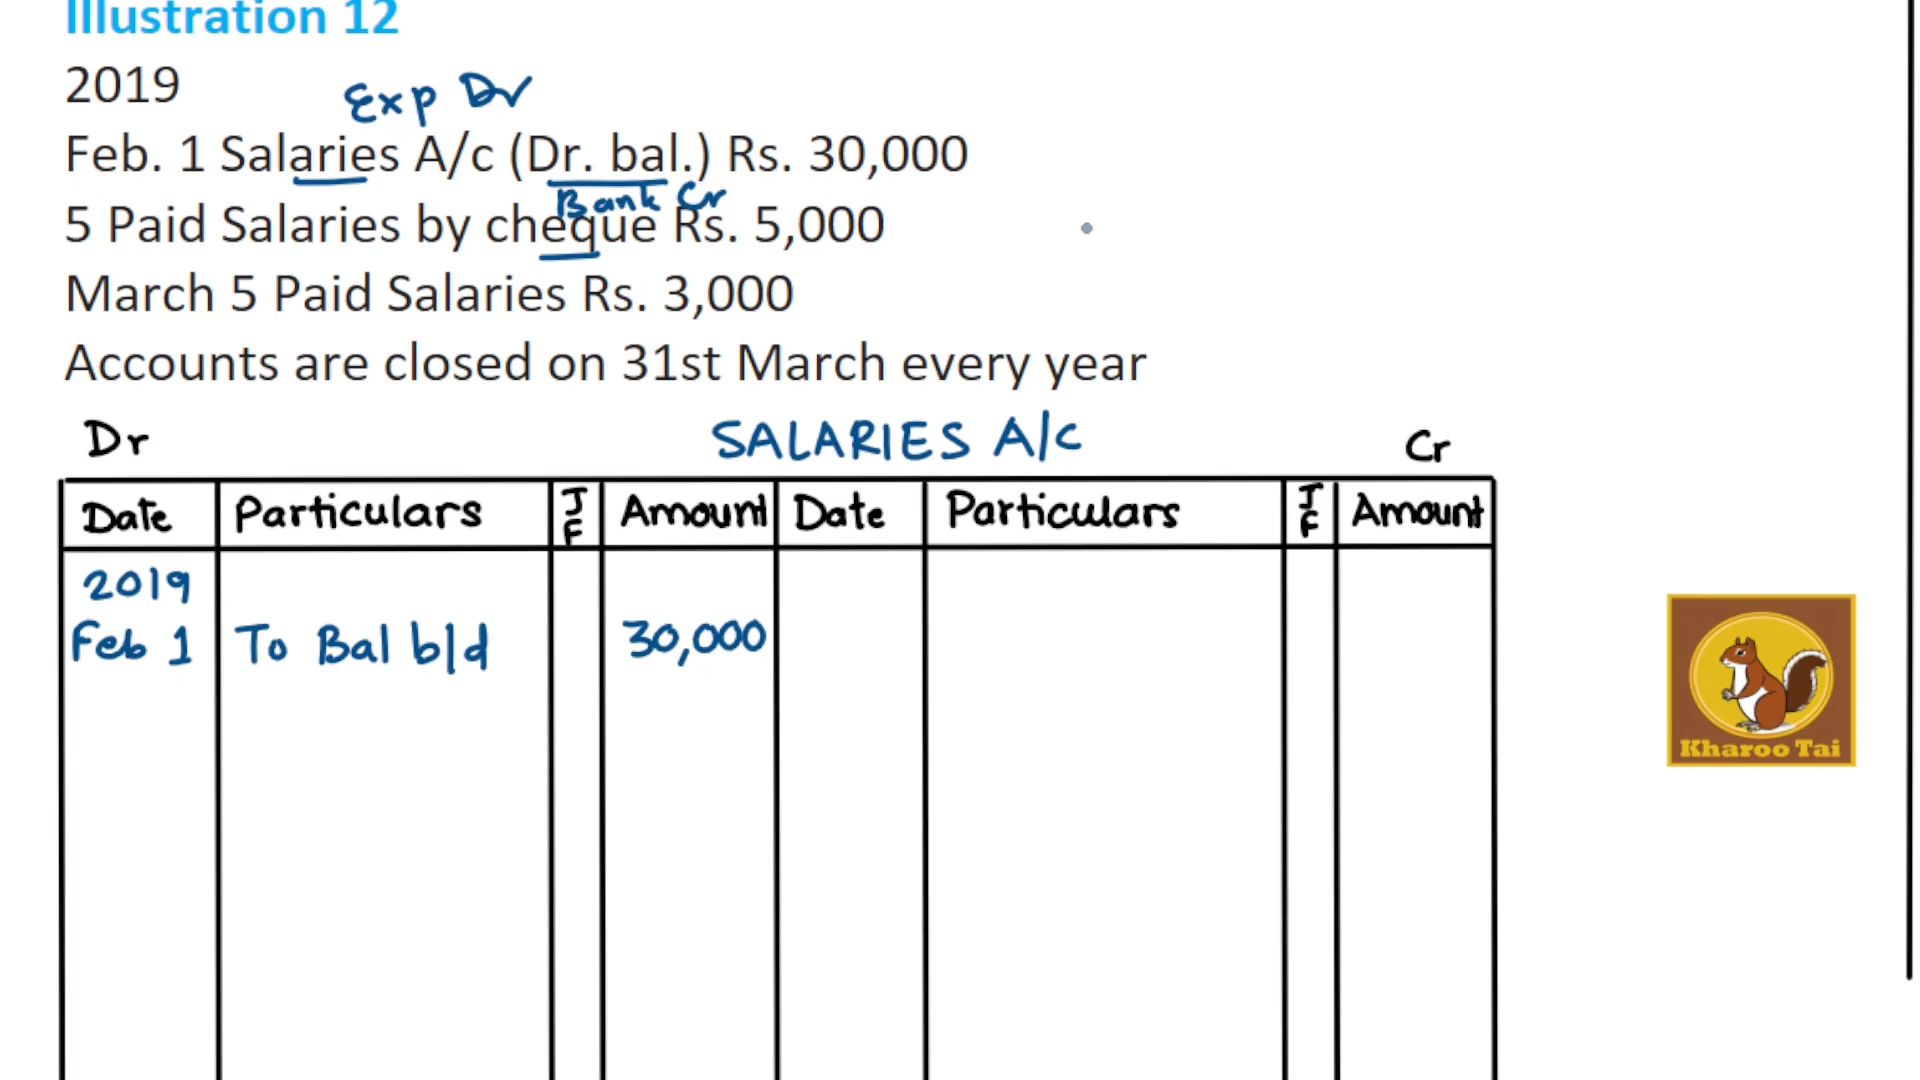 Illustration 12
2019
Exp Dr
Feb. 1 Salaries A/c (Dr. bal.) Rs. 30,000
Bank Cr
5 Paid Salaries by cheque Rs. 5,000
March 5 Paid Salaries Rs. 3,000
Accounts are closed on 31st March every year
Dr SALARIES A/c Cr
Date Particulars JF Amount Date Particulars JF Amount
2019
Feb 1 To Bal b/d 30,000
Kharoo Tai